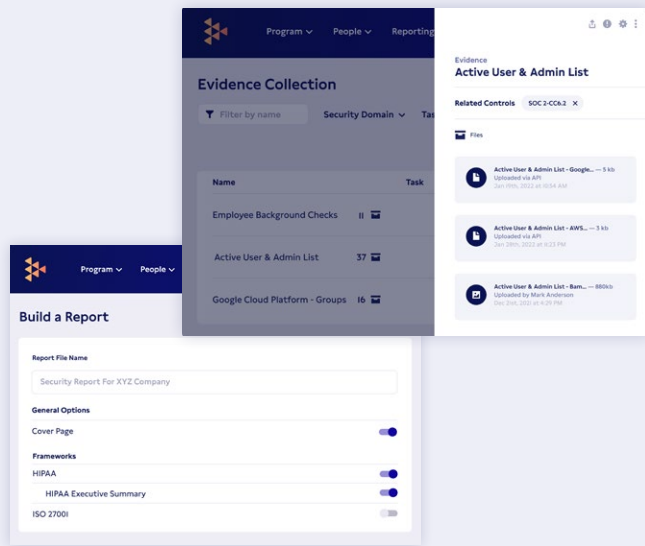 Program
People
Reporting
Evidence Collection
Filter by name
Security Domain
Name
Task
Employee Background Checks
11
Active User & Admin List
37
Google Cloud Platform - Groups
16
Evidence
Active User & Admin List
Related Controls
SOC 2-CC6.2 ×
Files
Active User & Admin List - Google... — 5 kb
Uploaded via API
Active User & Admin List - AWS... — 3 kb
Uploaded via API
Active User & Admin List - Bam... — 880kb
Uploaded by Mark Anderson
Program
People
Build a Report
Report File Name
Security Report For XYZ Company
General Options
Cover Page
Frameworks
HIPAA
HIPAA Executive Summary
ISO 27001